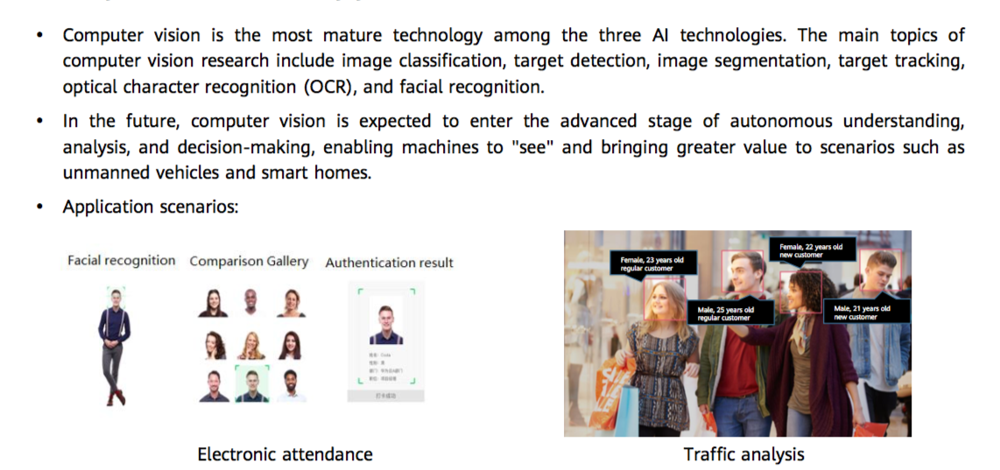 • Computer vision is the most mature technology among the three AI technologies. The main topics of
computer vision research include image classification, target detection, image segmentation, target tracking,
optical character recognition (OCR), and facial recognition.
• In the future, computer vision is expected to enter the advanced stage of autonomous understanding,
analysis, and decision-making, enabling machines to "see" and bringing greater value to scenarios such as
unmanned vehicles and smart homes.
• Application scenarios:
Facial recognition
Comparison Gallery
Authentication result
打卡成功
Female, 23 years old
regular customer
Female, 22 years old
new customer
Male, 25 years old
regular customer
Male, 21 years old
new customer
Electronic attendance
Traffic analysis